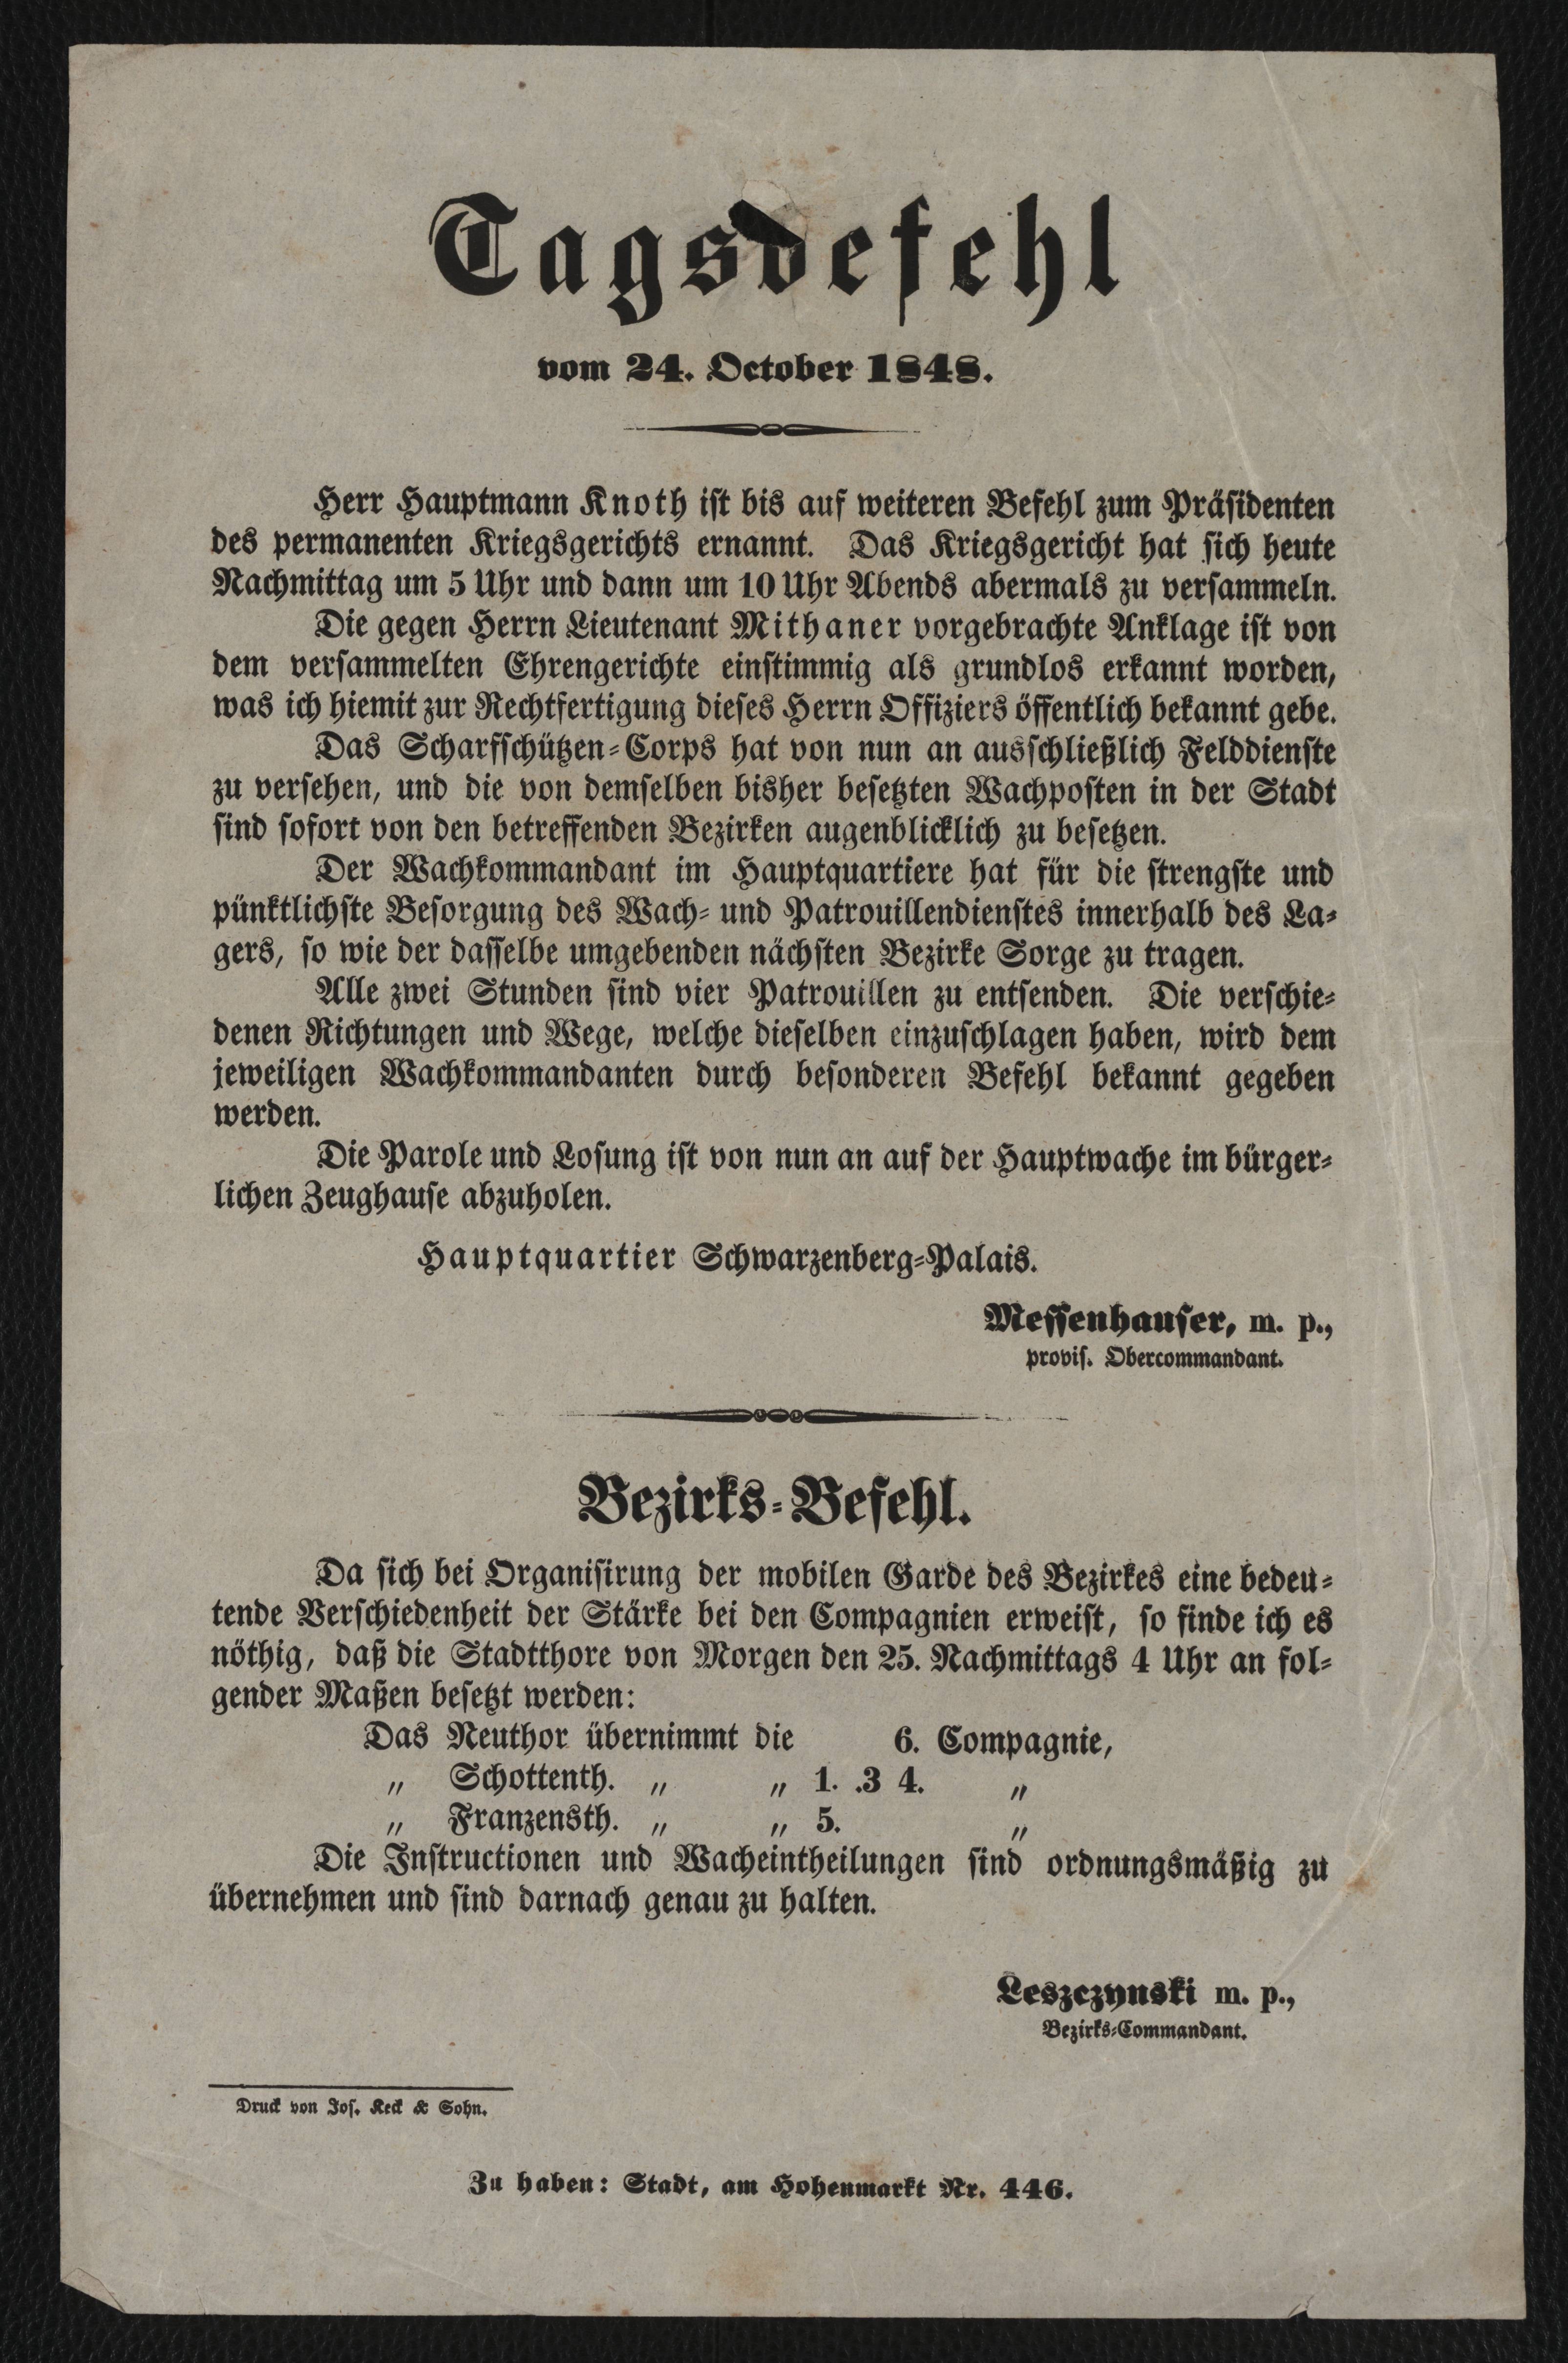 Tagsbefehl
vom 24. October 1848.
Herr Hauptmann Knoth ist bis auf weiteren Befehl zum Präsidenten
des permanenten Kriegsgerichts ernannt. Das Kriegsgericht hat sich heute
Nachmittag um 5 Uhr und dann um 10 Uhr Abends abermals zu versammeln.
Die gegen Herrn Lieutenant Mithaner vorgebrachte Anklage ist von
dem versammelten Ehrengerichte einstimmig als grundlos erkannt worden,
was ich hiemit zur Rechtfertigung dieses Herrn Offiziers öffentlich bekannt gebe.
Das Scharfschützen-Corps hat von nun an ausschließlich Felddienste
zu versehen, und die von demselben bisher besetzten Wachposten in der Stadt
sind sofort von den betreffenden Bezirken augenblicklich zu besetzen.
Der Wachkommandant im Hauptquartiere hat für die strengste und
pünktlichste Besorgung des Wach- und Patrouillendienstes innerhalb des La-
gers, so wie der dasselbe umgebenden nächsten Bezirke Sorge zu tragen.
Alle zwei Stunden sind vier Patrouillen zu entsenden. Die verschie-
denen Richtungen und Wege, welche dieselben einzuschlagen haben, wird dem
jeweiligen Wachkommandanten durch besonderen Befehl bekannt gegeben
werden.
Die Parole und Losung ist von nun an auf der Hauptwache im bürger-
lichen Zeughause abzuholen.
Hauptquartier Schwarzenberg-Palais.
Messenhauser, m. p.,
provis. Obercommandant.
Bezirks-Befehl.
Da sich bei Organisirung der mobilen Garde des Bezirkes eine bedeu-
tende Verschiedenheit der Stärke bei den Compagnien erweist, so finde ich es
nöthig, daß die Stadtthore von Morgen den 25. Nachmittags 4 Uhr an fol-
gender Maßen besetzt werden:
Das Neuthor übernimmt die 6. Compagnie,
„ Schottenth. „ „ 1. .3 4. „
„ Franzensth. „ „ 5. „
Die Instructionen und Wacheintheilungen sind ordnungsmäßig zu
übernehmen und sind darnach genau zu halten.
Leszczynski m. p.,
Bezirks-Commandant.
Druck von Jos. Keck & Sohn.
Zu haben: Stadt, am Hohenmarkt Nr. 446.